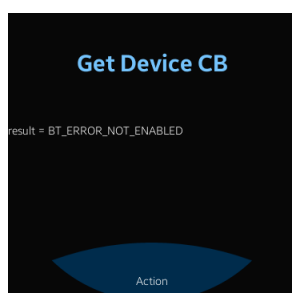 Get Device CB
result = BT_ERROR_NOT_ENABLED
Action